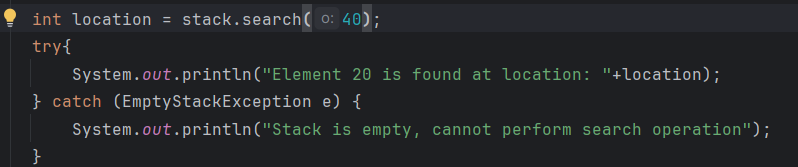 int location = stack.search( o: 40);
try{
    System.out.println("Element 20 is found at location: "+location);
} catch (EmptyStackException e) {
    System.out.println("Stack is empty, cannot perform search operation");
}